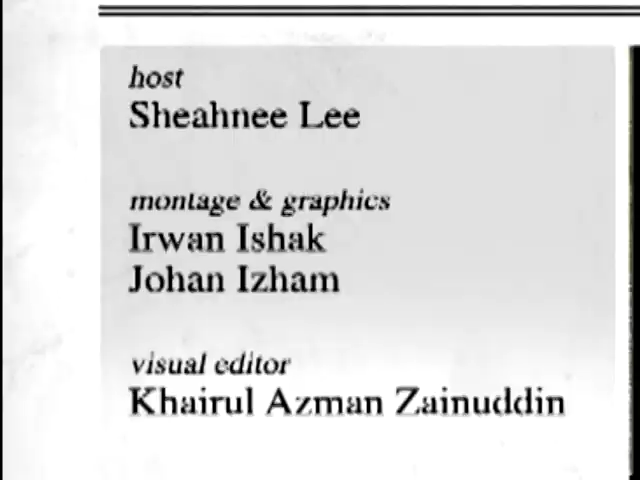 host
Sheahnee Lee
montage & graphics
Irwan Ishak
Johan Izham
visual editor
Khairul Azman Zainuddin